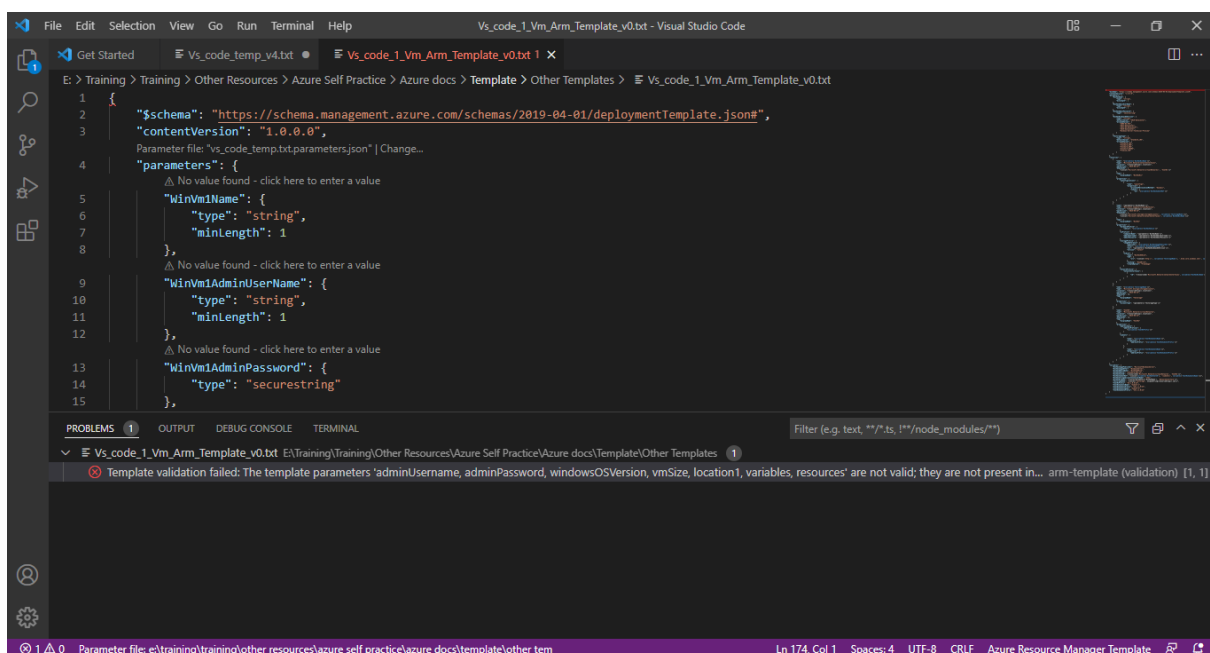 File Edit Selection View Go Run Terminal Help Vs_code_1_Vm_Arm_Template_v0.txt - Visual Studio Code
Get Started Vs_code_temp_v4.txt Vs_code_1_Vm_Arm_Template_v0.txt 1
E: > Training > Training > Other Resources > Azure Self Practice > Azure docs > Template > Other Templates > Vs_code_1_Vm_Arm_Template_v0.txt
1 {
2 "$schema": "https://schema.management.azure.com/schemas/2019-04-01/deploymentTemplate.json#",
3 "contentVersion": "1.0.0.0",
Parameter file: "vs_code_temp.txt.parameters.json" | Change...
4 "parameters": {
⚠ No value found - click here to enter a value
5 "WinVm1Name": {
6 "type": "string",
7 "minLength": 1
8 },
⚠ No value found - click here to enter a value
9 "WinVm1AdminUserName": {
10 "type": "string",
11 "minLength": 1
12 },
⚠ No value found - click here to enter a value
13 "WinVm1AdminPassword": {
14 "type": "securestring"
15 },
PROBLEMS 1 OUTPUT DEBUG CONSOLE TERMINAL Filter (e.g. text, **/*.ts, !**/node_modules/**)
Vs_code_1_Vm_Arm_Template_v0.txt E:\Training\Training\Other Resources\Azure Self Practice\Azure docs\Template\Other Templates 1
Template validation failed: The template parameters 'adminUsername, adminPassword, windowsOSVersion, vmSize, location1, variables, resources' are not valid; they are not present in... arm-template (validation) [1, 1]
1 0 Parameter file: e:\training\training\other resources\azure self practice\azure docs\template\other tem Ln 174, Col 1 Spaces: 4 UTF-8 CRLF Azure Resource Manager Template